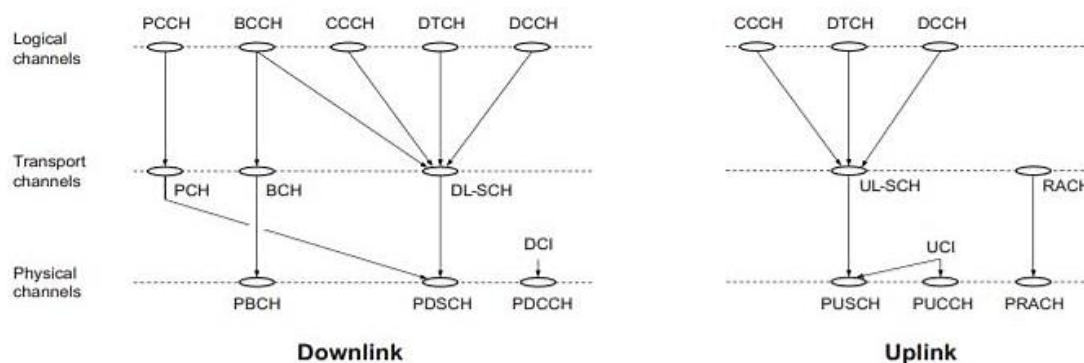 PCCH BCCH CCCH DTCH DCCH CCCH DTCH DCCH
Logical
channels
Transport
channels
PCH BCH DL-SCH UL-SCH RACH
DCI UCI
Physical
channels
PBCH PDSCH PDCCH PUSCH PUCCH PRACH
Downlink Uplink